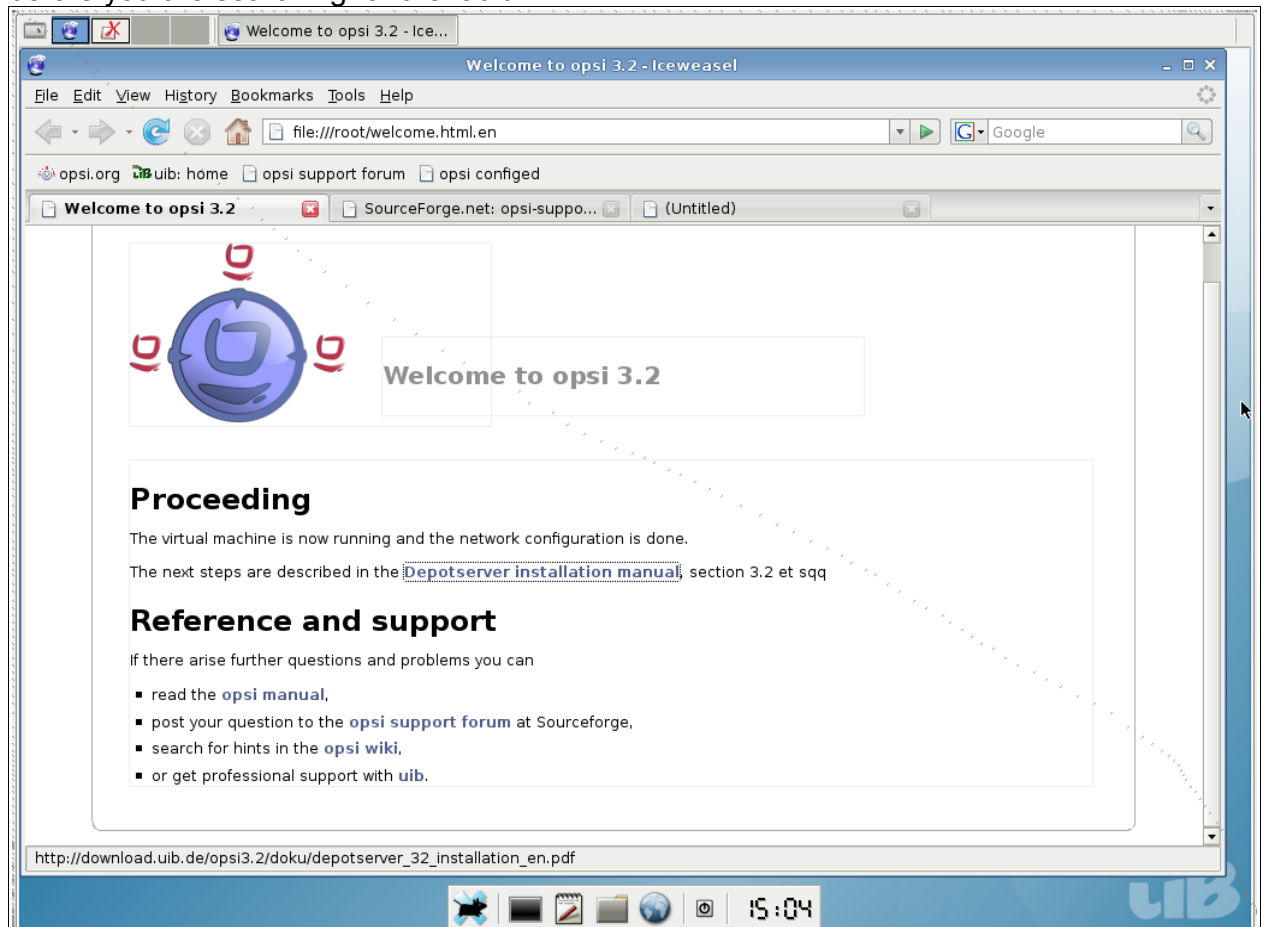 Welcome to opsi 3.2 - Ice...
Welcome to opsi 3.2 - Iceweasel
File Edit View History Bookmarks Tools Help
file:///root/welcome.html.en
G Google
opsi.org uib uib: home opsi support forum opsi configed
Welcome to opsi 3.2 SourceForge.net: opsi-suppo... (Untitled)
Welcome to opsi 3.2
Proceeding
The virtual machine is now running and the network configuration is done.
The next steps are described in the Depotserver installation manual, section 3.2 et sqq
Reference and support
If there arise further questions and problems you can
read the opsi manual,
post your question to the opsi support forum at Sourceforge,
search for hints in the opsi wiki,
or get professional support with uib.
http://download.uib.de/opsi3.2/doku/depotserver_32_installation_en.pdf
15:04
uib